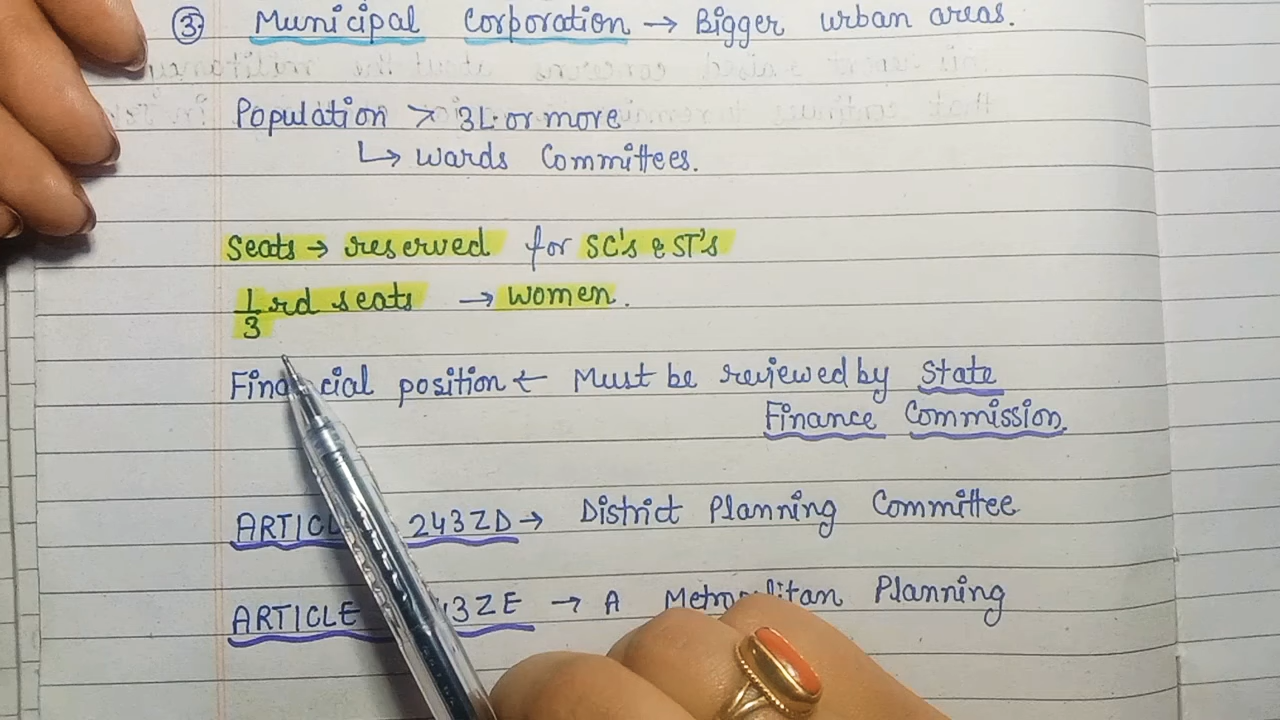 ③ Municipal Corporation → Bigger urban areas.
Population > 3L or more
↳ wards Committees.
Seats → reserved for SC's & ST's
1/3 rd seats → women.
Financial position ← Must be reviewed by State
Finance Commission.
ARTICLE 243ZD → District Planning Committee
ARTICLE 243ZE → A Metropolitan Planning